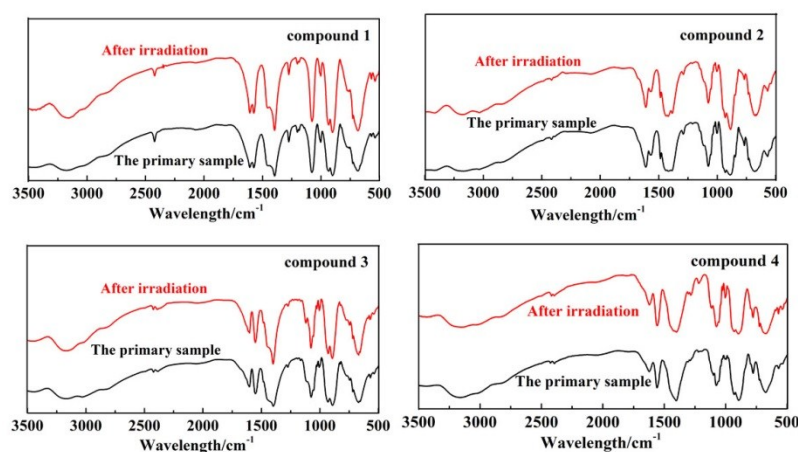 compound 1
After irradiation
The primary sample
3500 3000 2500 2000 1500 1000 500
Wavelength/cm-1
compound 2
After irradiation
The primary sample
3500 3000 2500 2000 1500 1000 500
Wavelength/cm-1
compound 3
After irradiation
The primary sample
3500 3000 2500 2000 1500 1000 500
Wavelength/cm-1
compound 4
After irradiation
The primary sample
3500 3000 2500 2000 1500 1000 500
Wavelength/cm-1